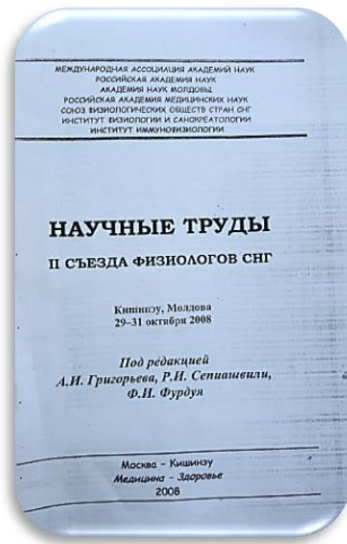 МЕЖДУНАРОДНАЯ АССОЦИАЦИЯ АКАДЕМИЙ НАУК
РОССИЙСКАЯ АКАДЕМИЯ НАУК
АКАДЕМИЯ НАУК МОЛДОВЫ
РОССИЙСКАЯ АКАДЕМИЯ МЕДИЦИНСКИХ НАУК
СОЮЗ ФИЗИОЛОГИЧЕСКИХ ОБЩЕСТВ СТРАН СНГ
ИНСТИТУТ ФИЗИОЛОГИИ И САНОКРЕАТОЛОГИИ
ИНСТИТУТ ИММУНОФИЗИОЛОГИИ
НАУЧНЫЕ ТРУДЫ
II СЪЕЗДА ФИЗИОЛОГОВ СНГ
Кишинэу, Молдова
29–31 октября 2008
Под редакцией
А.И. Григорьева, Р.И. Сепиашвили,
Ф.И. Фурдуя
Москва - Кишинэу
Медицина - Здоровье
2008